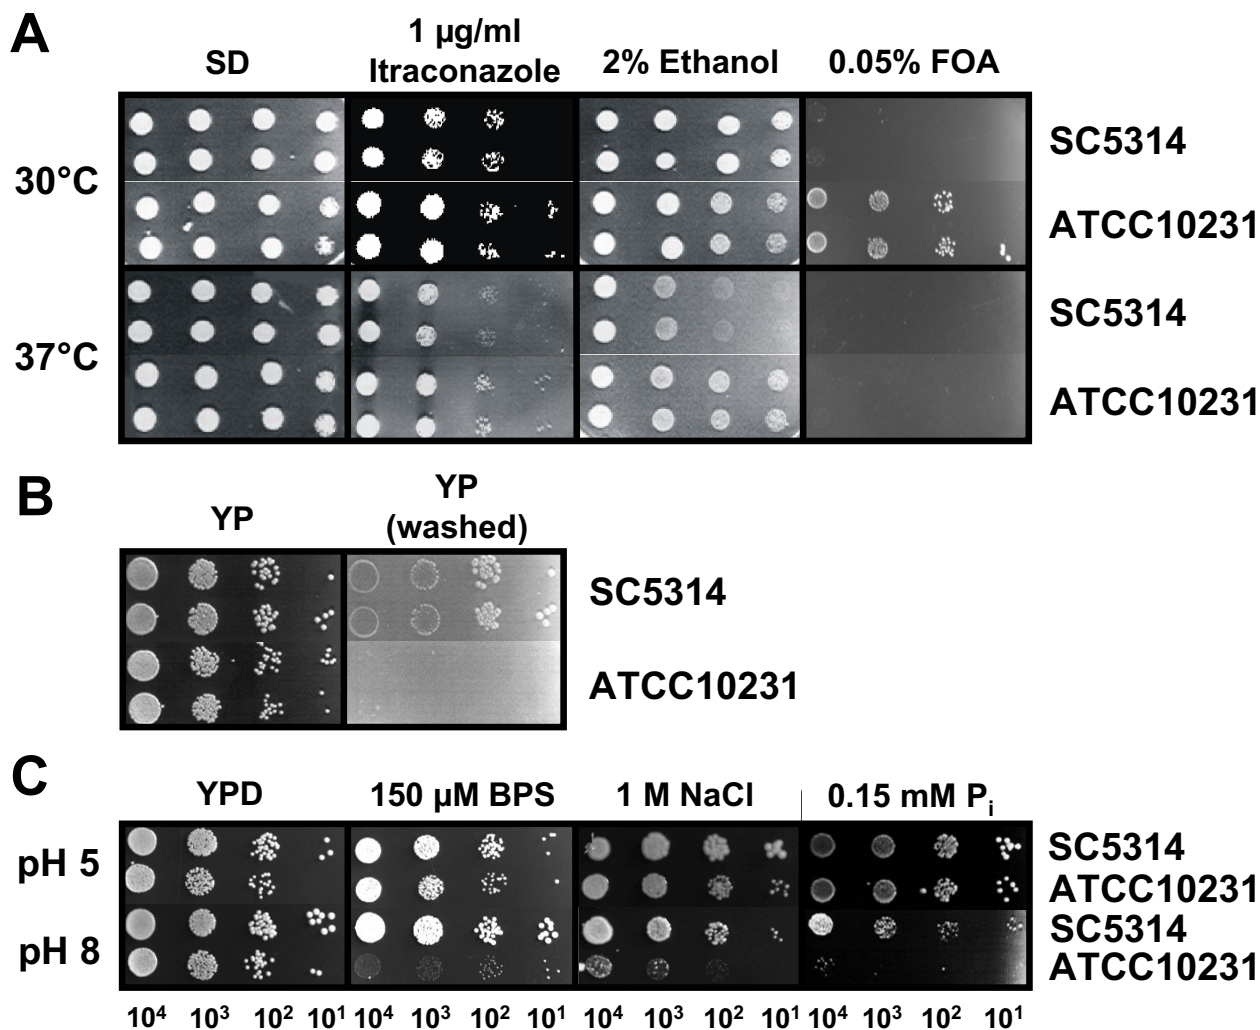 A
SD
1 µg/ml
Itraconazole
2% Ethanol
0.05% FOA
30°C
SC5314
ATCC10231
37°C
SC5314
ATCC10231
B
YP
YP
(washed)
SC5314
ATCC10231
C
YPD
150 µM BPS
1 M NaCl
0.15 mM Pi
pH 5
SC5314
ATCC10231
pH 8
SC5314
ATCC10231
10⁴ 10³ 10² 10¹ 10⁴ 10³ 10² 10¹ 10⁴ 10³ 10² 10¹ 10⁴ 10³ 10² 10¹